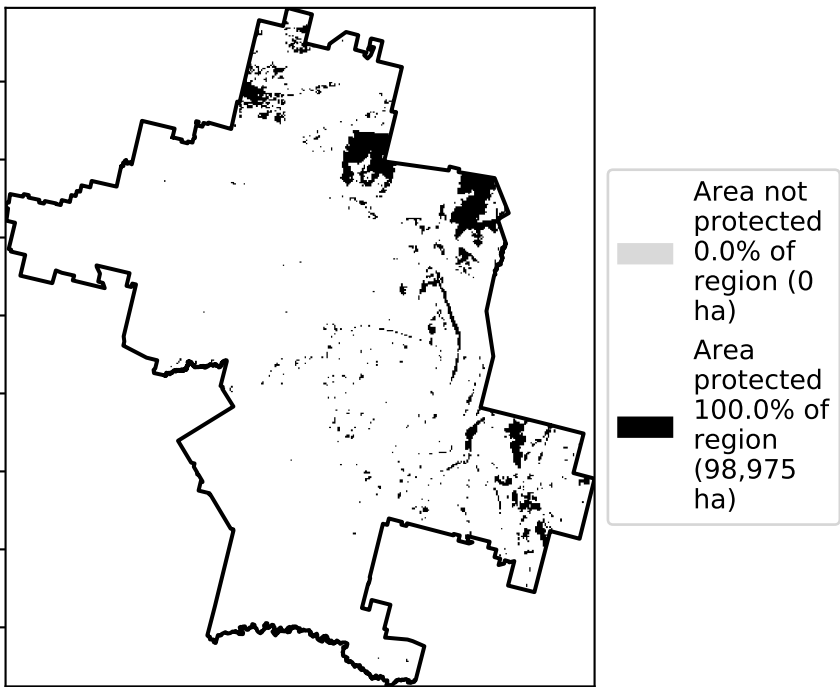 Area not
protected
0.0% of
region (0
ha)
Area
protected
100.0% of
region
(98,975
ha)